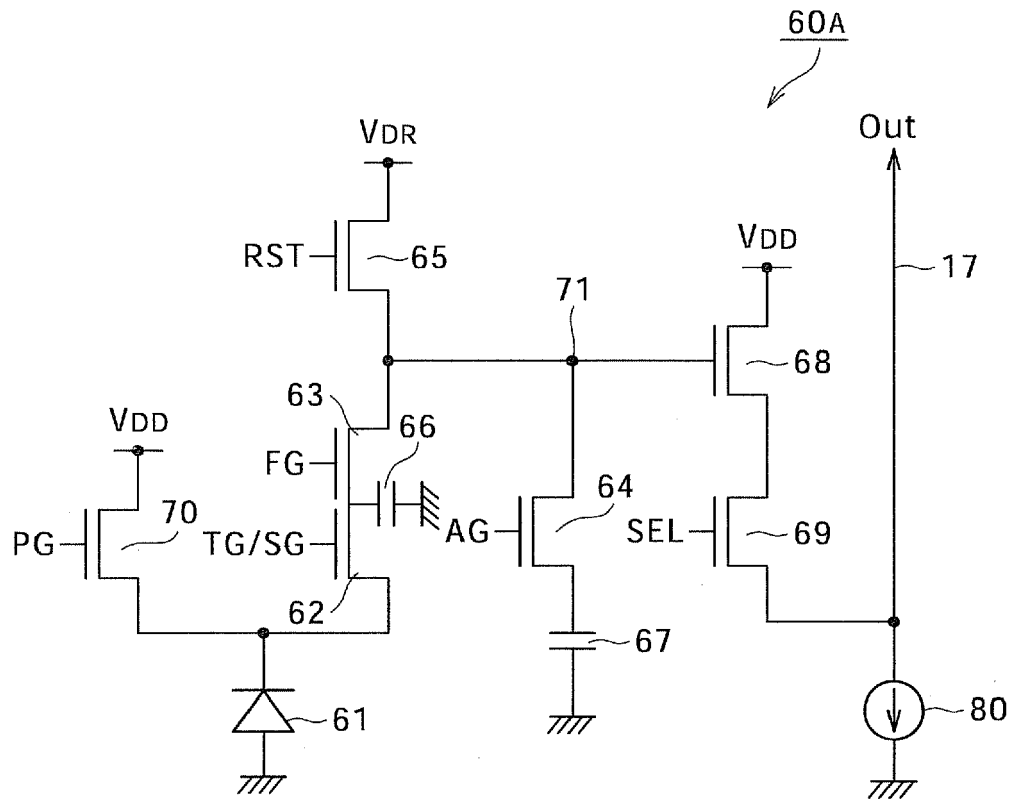 60A
Out
VDR
RST
65
VDD
17
71
68
63
66
VDD
FG
64
70
PG
TG/SG
AG
SEL
69
62
67
61
80